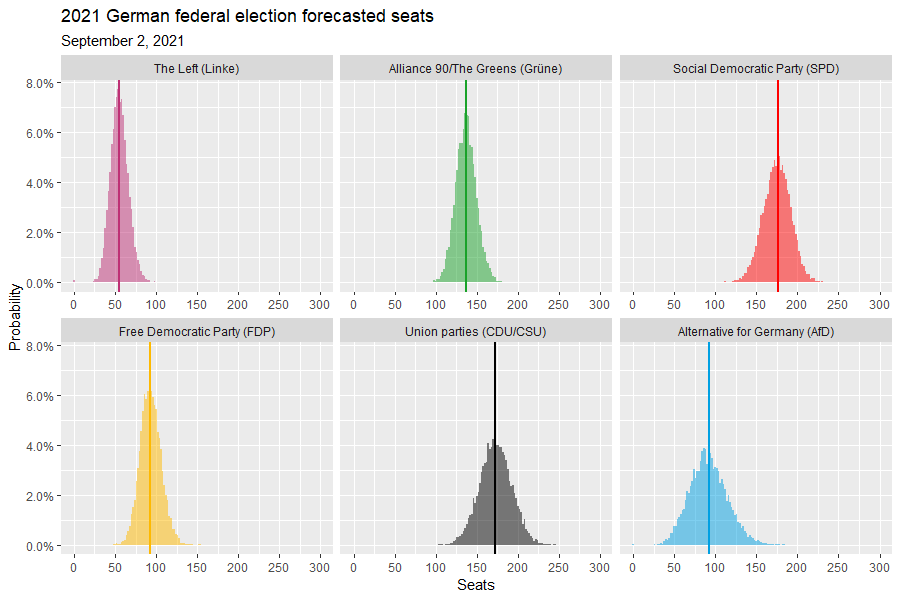 2021 German federal election forecasted seats
September 2, 2021
The Left (Linke) Alliance 90/The Greens (Grüne) Social Democratic Party (SPD)
8.0%
6.0%
4.0%
2.0%
0.0%
0 50 100 150 200 250 300 0 50 100 150 200 250 300 0 50 100 150 200 250 300
Probability
Free Democratic Party (FDP) Union parties (CDU/CSU) Alternative for Germany (AfD)
8.0%
6.0%
4.0%
2.0%
0.0%
0 50 100 150 200 250 300 0 50 100 150 200 250 300 0 50 100 150 200 250 300
Seats